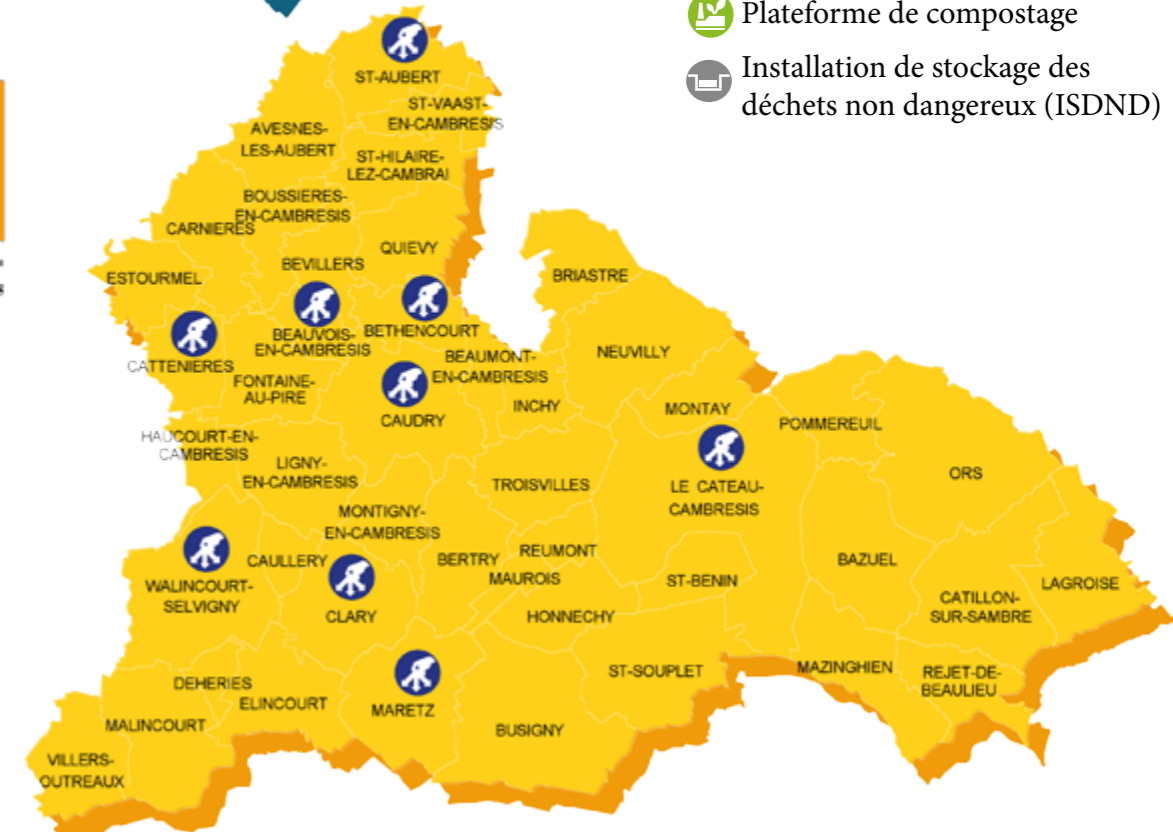 Plateforme de compostage
Installation de stockage des
déchets non dangereux (ISDND)
ST-AUBERT
ST-VAAST-
EN-CAMBRESIS
AVESNES-
LES-AUBERT
ST-HILAIRE-
LEZ-CAMBRAI
BOUSSIERES-
EN-CAMBRESIS
CARNIERES
QUIEVY
BEVILLERS
ESTOURMEL
BRIASTRE
BEAUVOIS-
EN-CAMBRESIS
BETHENCOURT
CATTENIERES
BEAUMONT-
EN-CAMBRESIS
NEUVILLY
FONTAINE-
AU-PIRE
CAUDRY
INCHY
MONTAY
POMMEREUIL
HAUCOURT-EN-
CAMBRESIS
LIGNY-
EN-CAMBRESIS
TROISVILLES
LE CATEAU-
CAMBRESIS
ORS
MONTIGNY-
EN-CAMBRESIS
CAULLERY
BERTRY
REUMONT
MAUROIS
BAZUEL
WALINCOURT-
SELVIGNY
CLARY
HONNECHY
ST-BENIN
CATILLON-
SUR-SAMBRE
LAGROISE
DEHERIES
ELINCOURT
MARETZ
ST-SOUPLET
MAZINGHIEN
REJET-DE-
BEAULIEU
MALINCOURT
BUSIGNY
VILLERS-
OUTREAUX